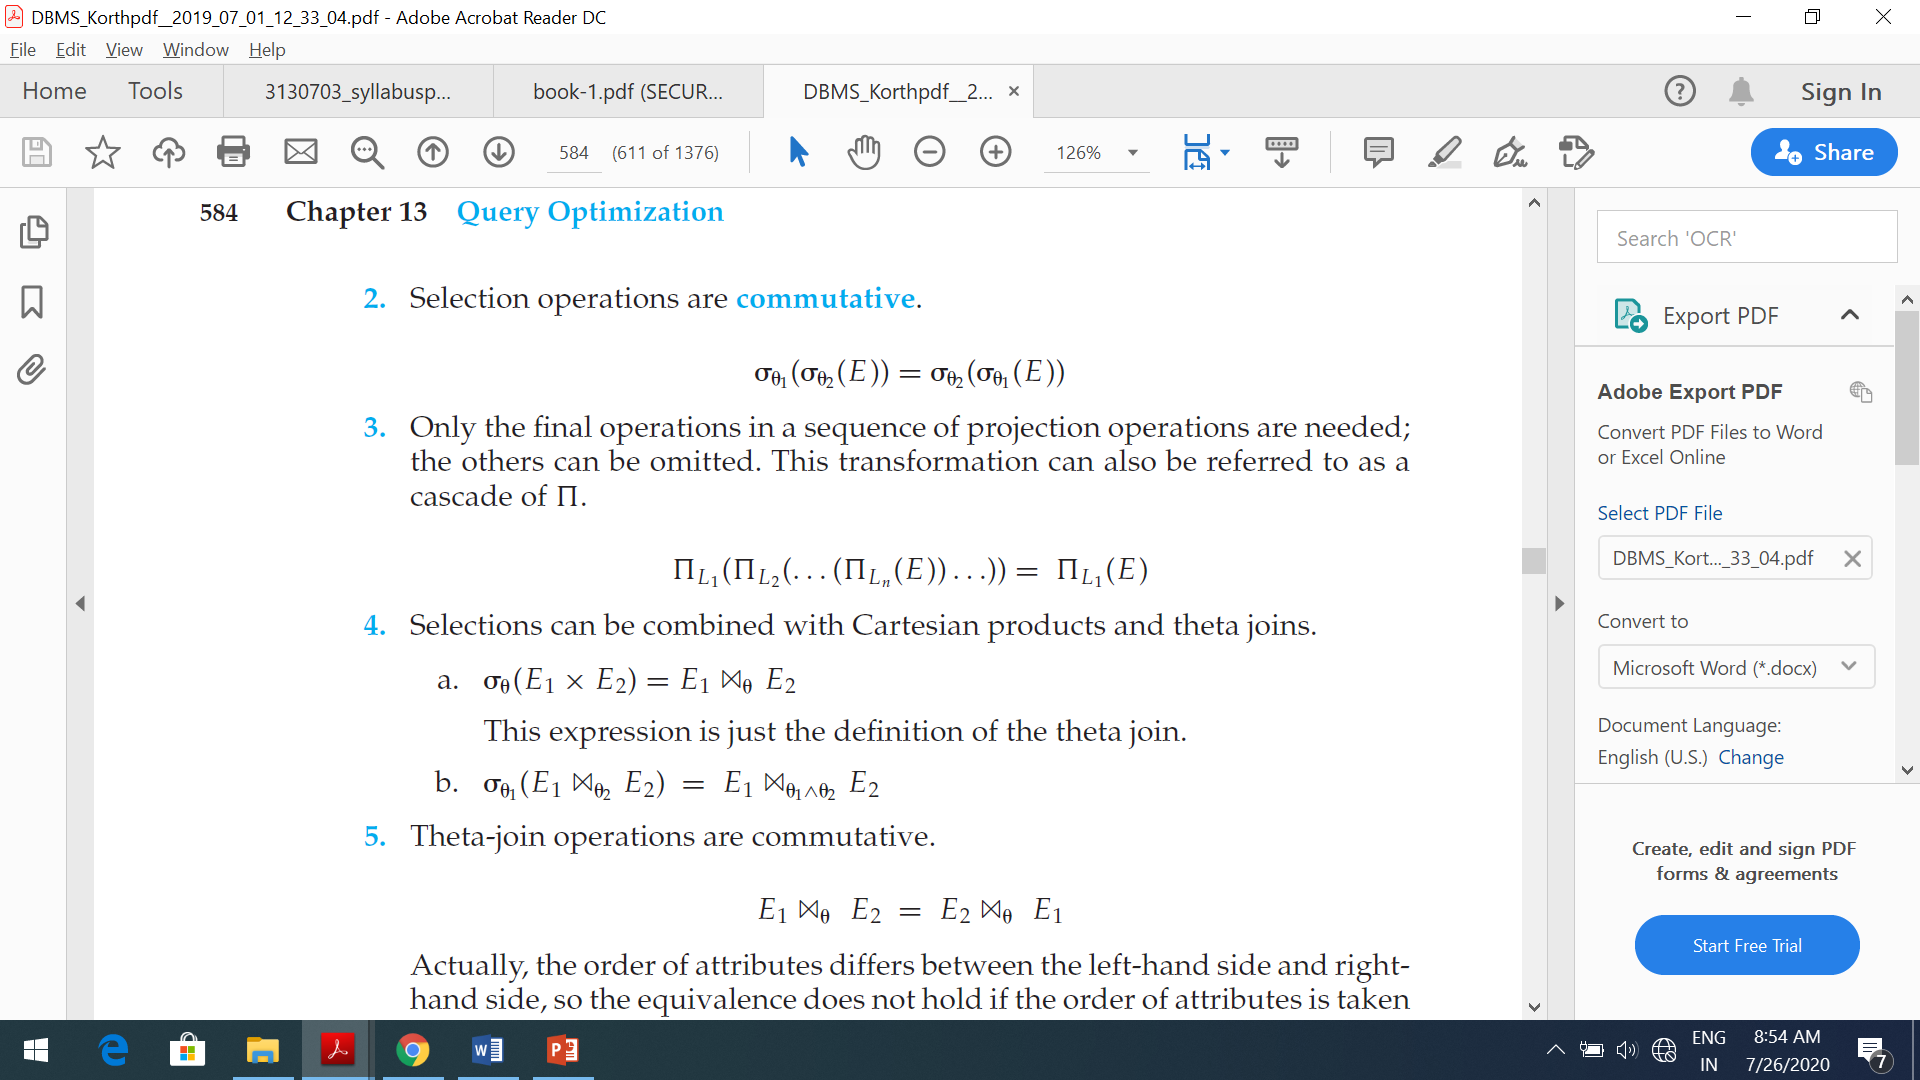 DBMS_Korthpdf__2019_07_01_12_33_04.pdf - Adobe Acrobat Reader DC
File Edit View Window Help
Home Tools 3130703_syllabusp... book-1.pdf (SECUR... DBMS_Korthpdf__2... × Sign In
584 (611 of 1376) 126% Share
584 Chapter 13 Query Optimization
2. Selection operations are commutative.
σθ₁(σθ₂(E)) = σθ₂(σθ₁(E))
3. Only the final operations in a sequence of projection operations are needed;
the others can be omitted. This transformation can also be referred to as a
cascade of Π.
Π_L₁(Π_L₂(...(Π_Lₙ(E))...)) = Π_L₁(E)
4. Selections can be combined with Cartesian products and theta joins.
a. σθ(E₁ × E₂) = E₁ ⋈θ E₂
This expression is just the definition of the theta join.
b. σθ₁(E₁ ⋈θ₂ E₂) = E₁ ⋈θ₁∧θ₂ E₂
5. Theta-join operations are commutative.
E₁ ⋈θ E₂ = E₂ ⋈θ E₁
Actually, the order of attributes differs between the left-hand side and right-
hand side, so the equivalence does not hold if the order of attributes is taken
Search 'OCR'
Export PDF
Adobe Export PDF
Convert PDF Files to Word
or Excel Online
Select PDF File
DBMS_Kort..._33_04.pdf
Convert to
Microsoft Word (*.docx)
Document Language:
English (U.S.) Change
Create, edit and sign PDF
forms & agreements
Start Free Trial
ENG 8:54 AM
IN 7/26/2020 7